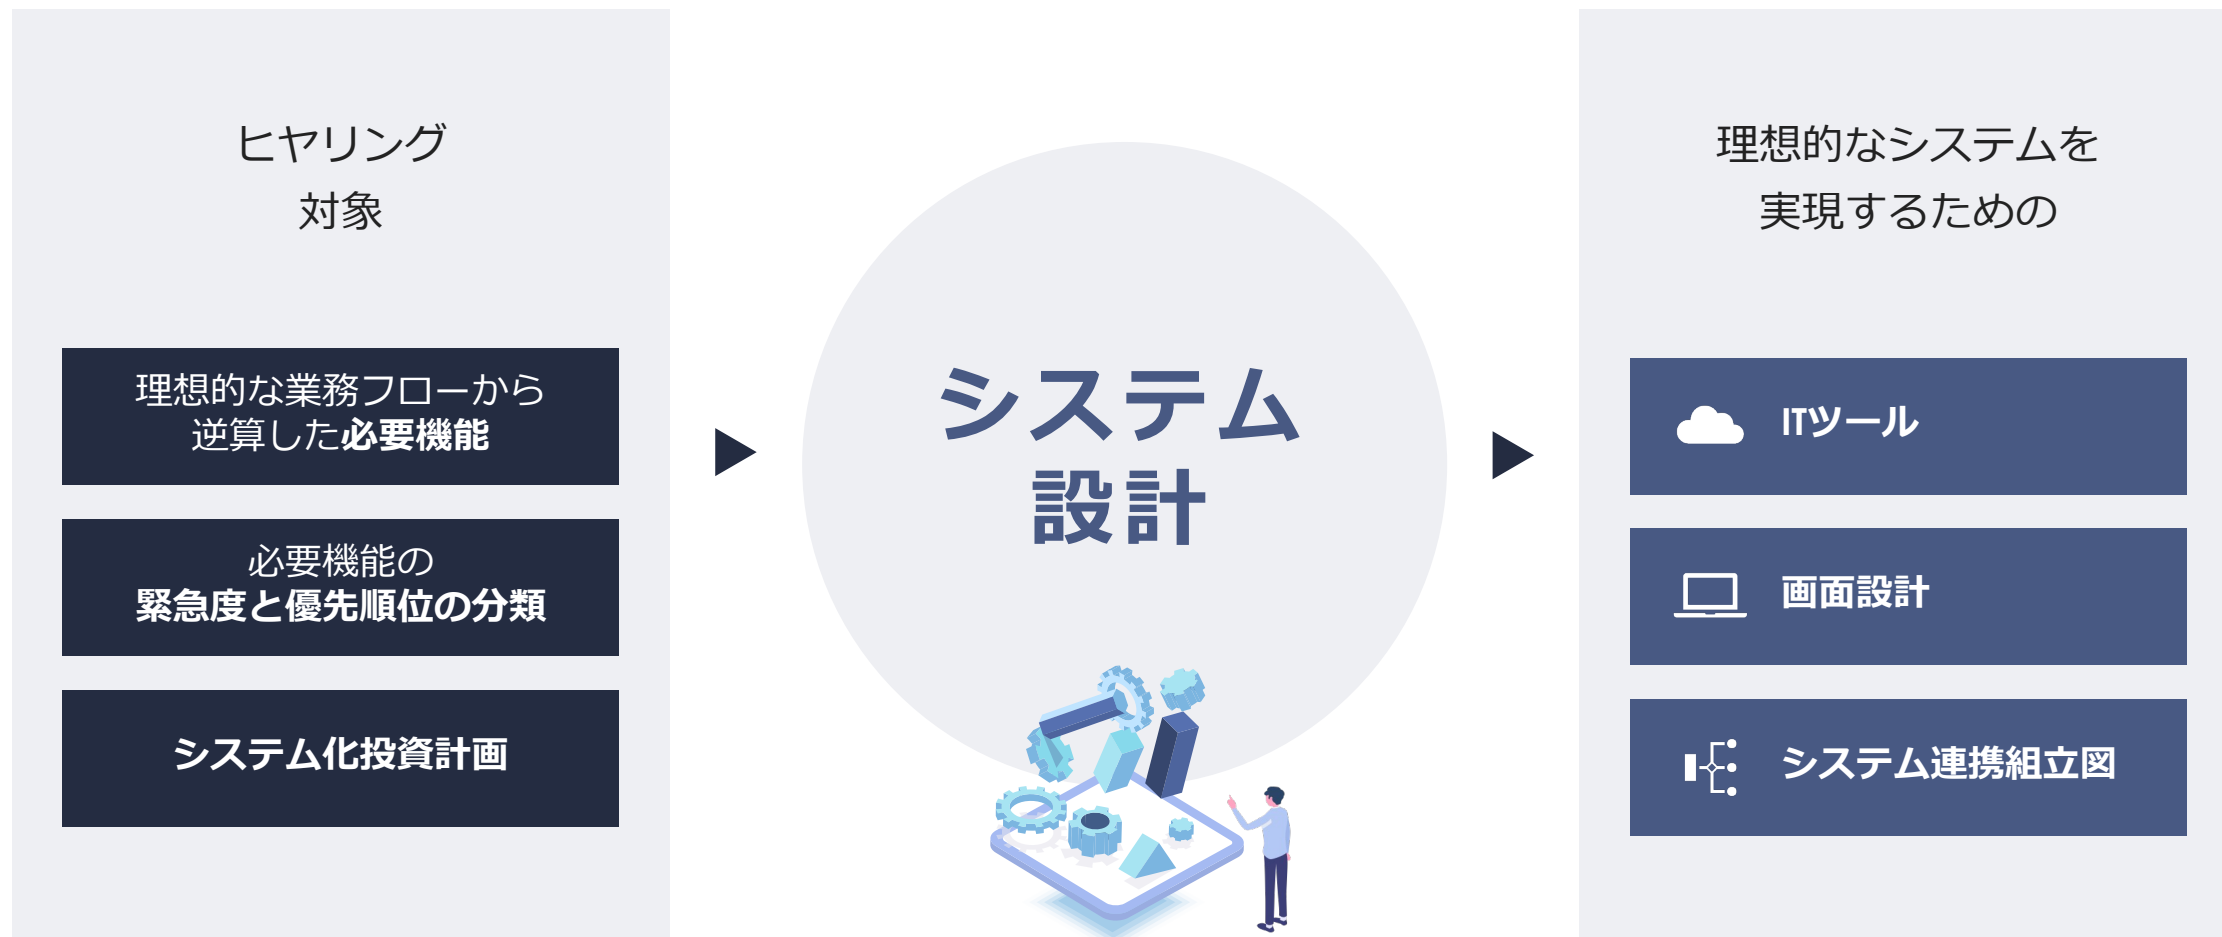 ヒヤリング
対象
理想的な業務フローから
逆算した必要機能
必要機能の
緊急度と優先順位の分類
システム化投資計画
システム
設計
理想的なシステムを
実現するための
ITツール
画面設計
システム連携組立図